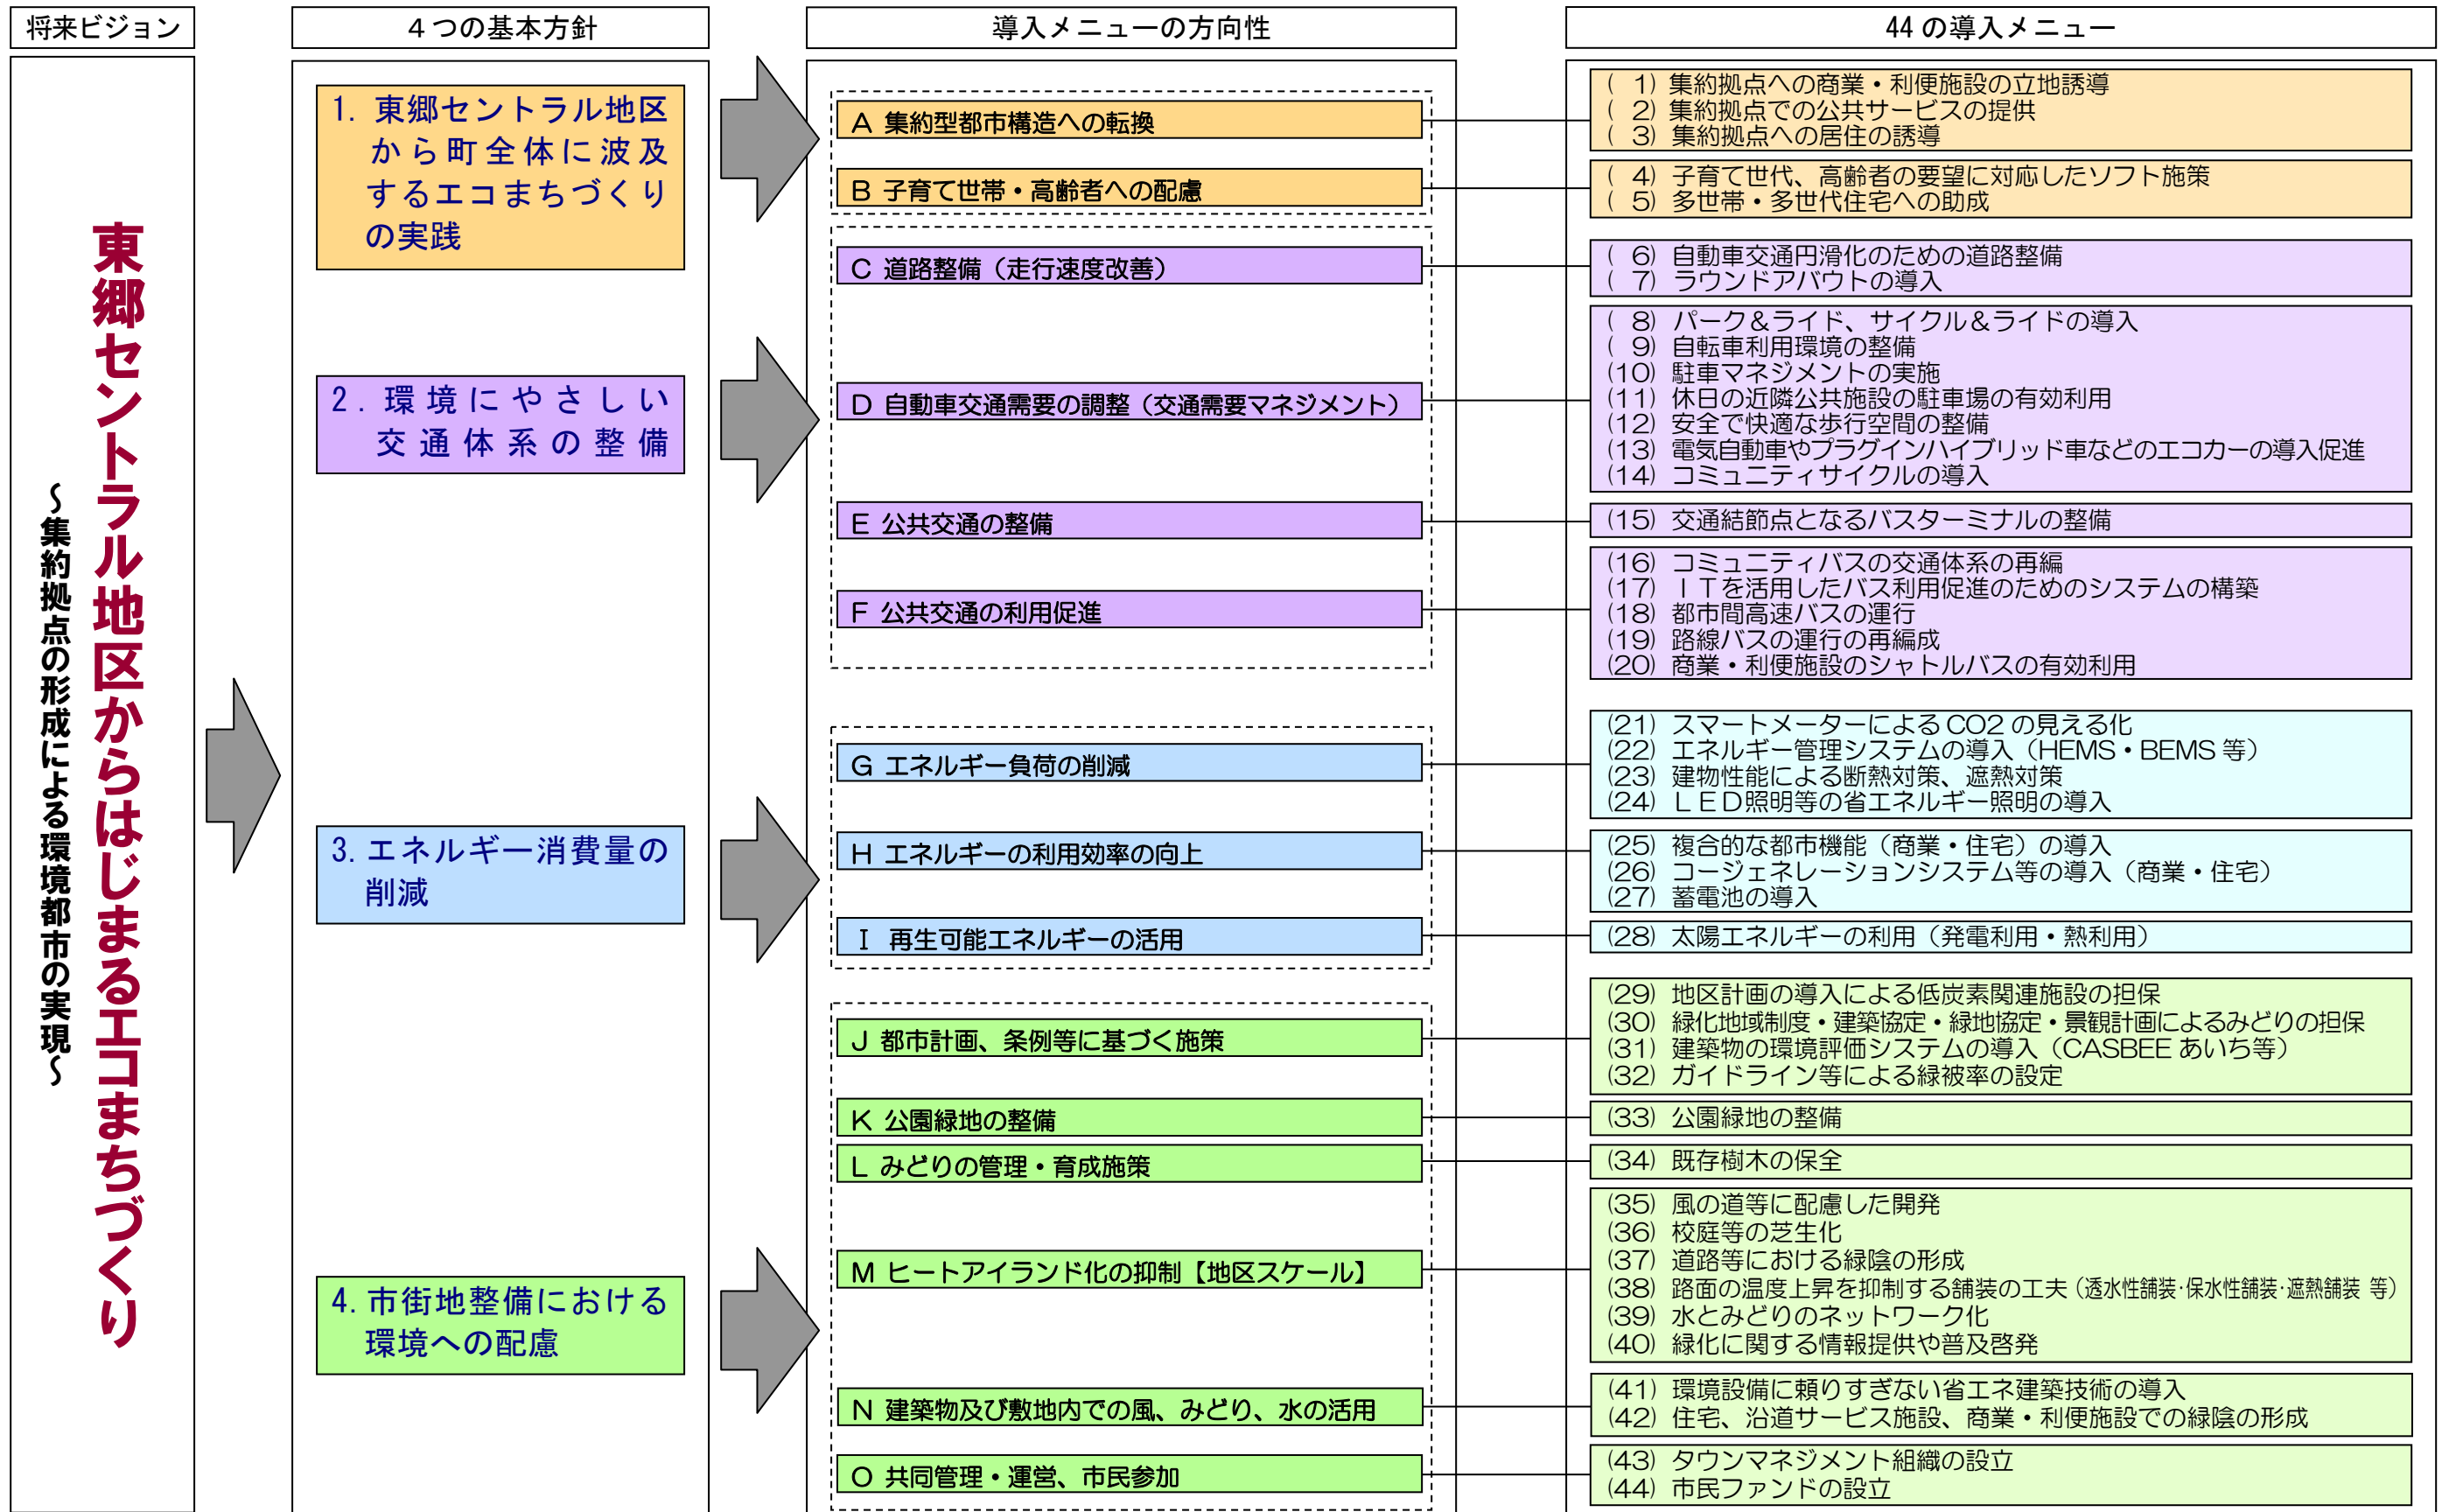 将来ビジョン
東郷セントラル地区からはじまるエコまちづくり
～集約拠点の形成による環境都市の実現～
４つの基本方針
1. 東郷セントラル地区
から町全体に波及
するエコまちづくり
の実践
2. 環境にやさしい
交通体系の整備
3. エネルギー消費量の
削減
4. 市街地整備における
環境への配慮
導入メニューの方向性
A 集約型都市構造への転換
B 子育て世帯・高齢者への配慮
C 道路整備（走行速度改善）
D 自動車交通需要の調整（交通需要マネジメント）
E 公共交通の整備
F 公共交通の利用促進
G エネルギー負荷の削減
H エネルギーの利用効率の向上
I 再生可能エネルギーの活用
J 都市計画、条例等に基づく施策
K 公園緑地の整備
L みどりの管理・育成施策
M ヒートアイランド化の抑制【地区スケール】
N 建築物及び敷地内での風、みどり、水の活用
O 共同管理・運営、市民参加
44 の導入メニュー
( 1) 集約拠点への商業・利便施設の立地誘導
( 2) 集約拠点での公共サービスの提供
( 3) 集約拠点への居住の誘導
( 4) 子育て世代、高齢者の要望に対応したソフト施策
( 5) 多世帯・多世代住宅への助成
( 6) 自動車交通円滑化のための道路整備
( 7) ラウンドアバウトの導入
( 8) パーク＆ライド、サイクル＆ライドの導入
( 9) 自転車利用環境の整備
(10) 駐車マネジメントの実施
(11) 休日の近隣公共施設の駐車場の有効利用
(12) 安全で快適な歩行空間の整備
(13) 電気自動車やプラグインハイブリッド車などのエコカーの導入促進
(14) コミュニティサイクルの導入
(15) 交通結節点となるバスターミナルの整備
(16) コミュニティバスの交通体系の再編
(17) ＩＴを活用したバス利用促進のためのシステムの構築
(18) 都市間高速バスの運行
(19) 路線バスの運行の再編成
(20) 商業・利便施設のシャトルバスの有効利用
(21) スマートメーターによる CO2 の見える化
(22) エネルギー管理システムの導入（HEMS・BEMS 等）
(23) 建物性能による断熱対策、遮熱対策
(24) ＬＥＤ照明等の省エネルギー照明の導入
(25) 複合的な都市機能（商業・住宅）の導入
(26) コージェネレーションシステム等の導入（商業・住宅）
(27) 蓄電池の導入
(28) 太陽エネルギーの利用（発電利用・熱利用）
(29) 地区計画の導入による低炭素関連施設の担保
(30) 緑化地域制度・建築協定・緑地協定・景観計画によるみどりの担保
(31) 建築物の環境評価システムの導入（CASBEE あいち等）
(32) ガイドライン等による緑被率の設定
(33) 公園緑地の整備
(34) 既存樹木の保全
(35) 風の道等に配慮した開発
(36) 校庭等の芝生化
(37) 道路等における緑陰の形成
(38) 路面の温度上昇を抑制する舗装の工夫（透水性舗装･保水性舗装･遮熱舗装 等）
(39) 水とみどりのネットワーク化
(40) 緑化に関する情報提供や普及啓発
(41) 環境設備に頼りすぎない省エネ建築技術の導入
(42) 住宅、沿道サービス施設、商業・利便施設での緑陰の形成
(43) タウンマネジメント組織の設立
(44) 市民ファンドの設立